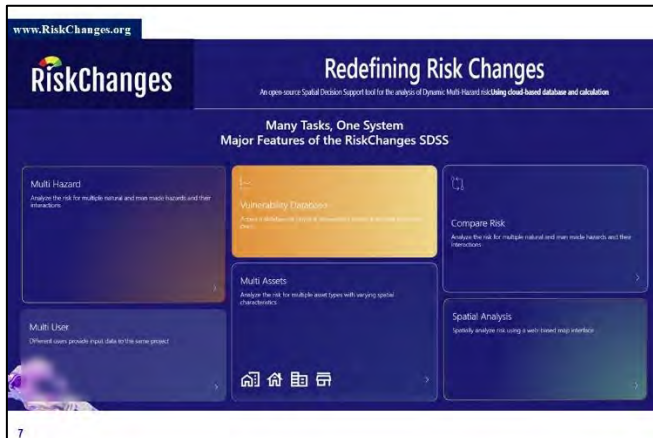 www.RiskChanges.org
RiskChanges
Redefining Risk Changes
An open-source Spatial Decision Support tool for the analysis of Dynamic Multi-Hazard risk Using cloud-based database and calculation
Many Tasks, One System
Major Features of the RiskChanges SDSS
Multi Hazard
Analyze the risk for multiple natural and man made hazards and their
interactions
Vulnerability Database
Compare Risk
Analyze the risk for multiple natural and man made hazards and their
interactions
Multi Assets
Analyze the risk for multiple asset types with varying spatial
characteristics
Multi User
Different users provide input data to the same project
Spatial Analysis
Spatially analyze risk using a web-based map interface
7